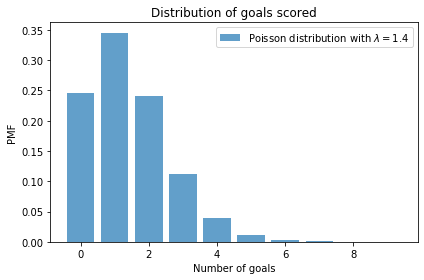 Distribution of goals scored
Poisson distribution with λ = 1.4
PMF
0.35
0.30
0.25
0.20
0.15
0.10
0.05
0.00
0 2 4 6 8
Number of goals